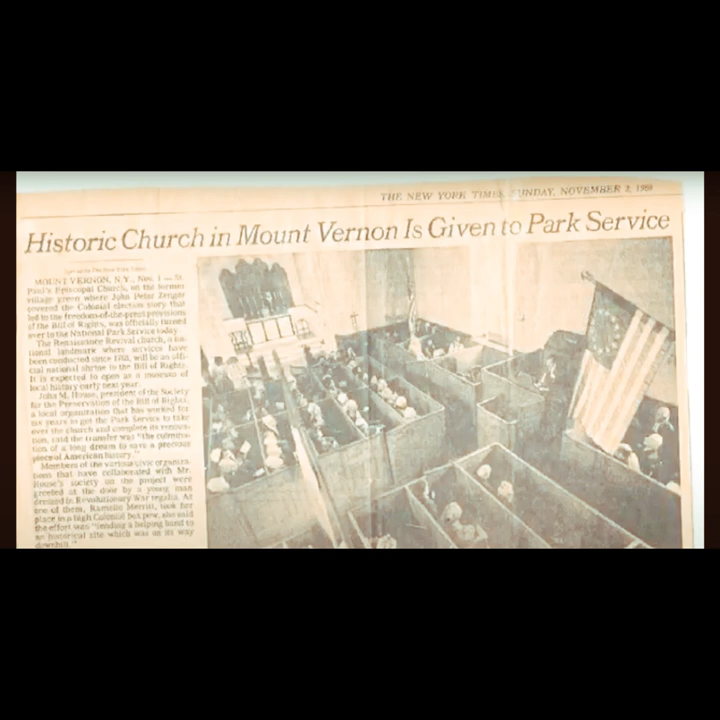 THE NEW YORK TIMES, SUNDAY, NOVEMBER 2, 1980
Historic Church in Mount Vernon Is Given to Park Service
Special to The New York Times
MOUNT VERNON, N.Y., Nov. 1 — St.
Paul's Episcopal Church, on the former
village green where John Peter Zenger
covered the Colonial election story that
led to the freedom-of-the-press provisions
of the Bill of Rights, was officially turned
over to the National Park Service today.
The Renaissance Revival church, a na-
tional landmark where services have
been conducted since, will be an offi-
cial national shrine to the Bill of Rights.
It is expected to open as a museum of
local history early next year.
John M. House, president of the Society
for the Preservation of the Bill of Rights,
a local organization that has worked for
six years to get the Park Service to take
over the church and complete its renova-
tion, said the transfer was "the culmina-
tion of a long dream to save a precious
piece of American history."
Members of the various civic organiza-
tions that have collaborated with Mr.
House's society on the project were
greeted at the door by a young man
dressed in Revolutionary War regalia. As
one of them, Merritt, took her
place in a high Colonial box pew, she said
the effort was "lending a helping hand to
an historical site which was on its way
downhill."